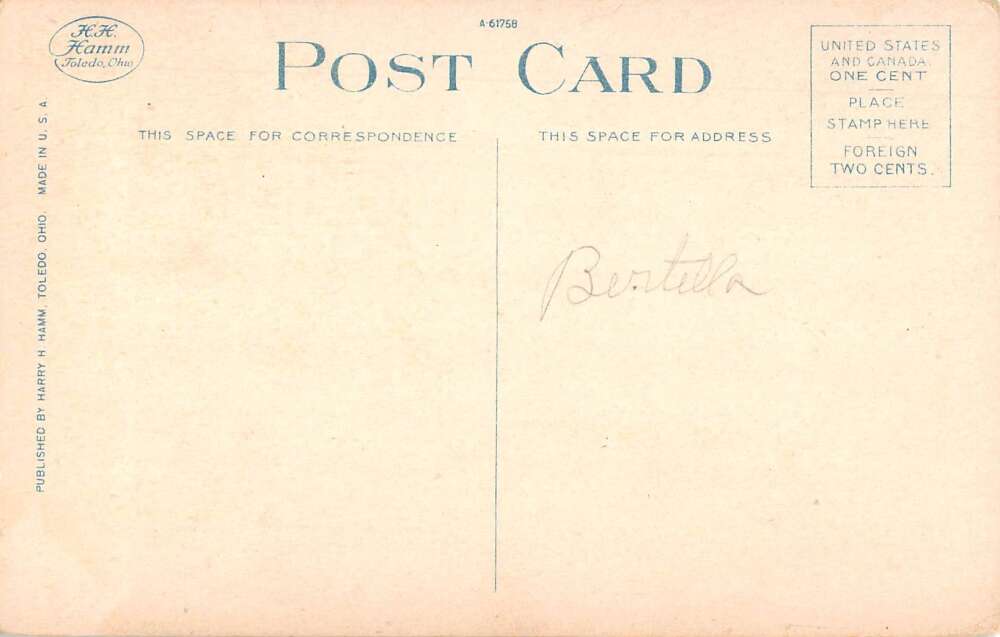 H.H.
Hamm
Toledo, Ohio
A-61758
POST CARD
UNITED STATES
AND CANADA.
ONE CENT
PLACE
STAMP HERE
FOREIGN
TWO CENTS.
THIS SPACE FOR CORRESPONDENCE
THIS SPACE FOR ADDRESS
PUBLISHED BY HARRY H. HAMM, TOLEDO, OHIO. MADE IN U. S. A.
Bertella